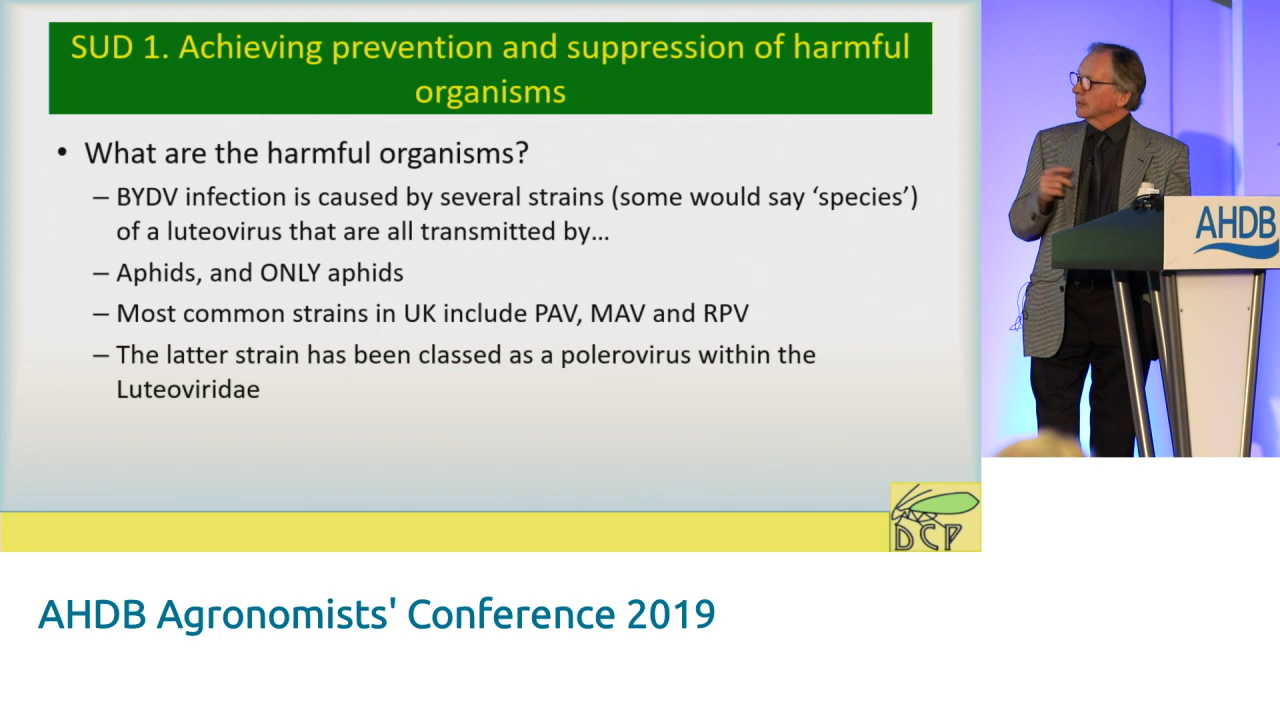 SUD 1. Achieving prevention and suppression of harmful
organisms
• What are the harmful organisms?
– BYDV infection is caused by several strains (some would say ‘species’)
of a luteovirus that are all transmitted by…
– Aphids, and ONLY aphids
– Most common strains in UK include PAV, MAV and RPV
– The latter strain has been classed as a polerovirus within the
Luteoviridae
DCP
AHDB
AHDB Agronomists' Conference 2019